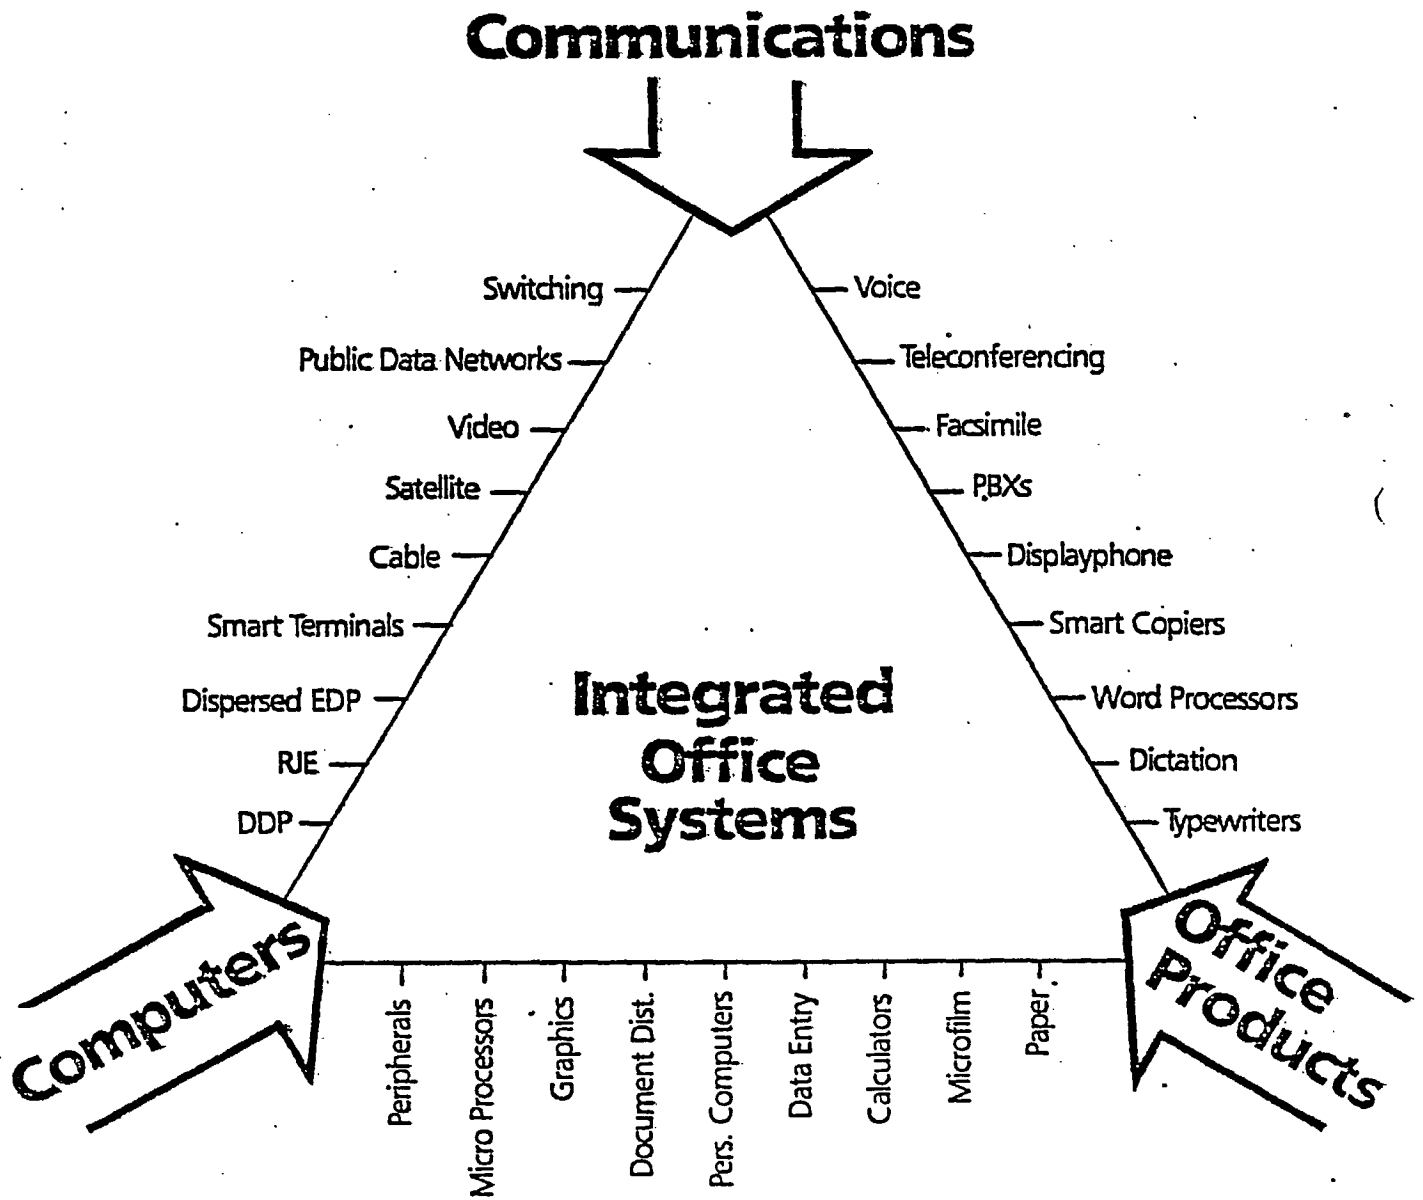 Communications
Switching
Voice
Public Data Networks
Teleconferencing
Video
Facsimile
Satellite
PBXs
Cable
Displayphone
Smart Terminals
Smart Copiers
Integrated
Office
Systems
Dispersed EDP
Word Processors
RJE
Dictation
DDP
Typewriters
Computers
Office
Products
Peripherals
Micro Processors
Graphics
Document Dist.
Pers. Computers
Data Entry
Calculators
Microfilm
Paper